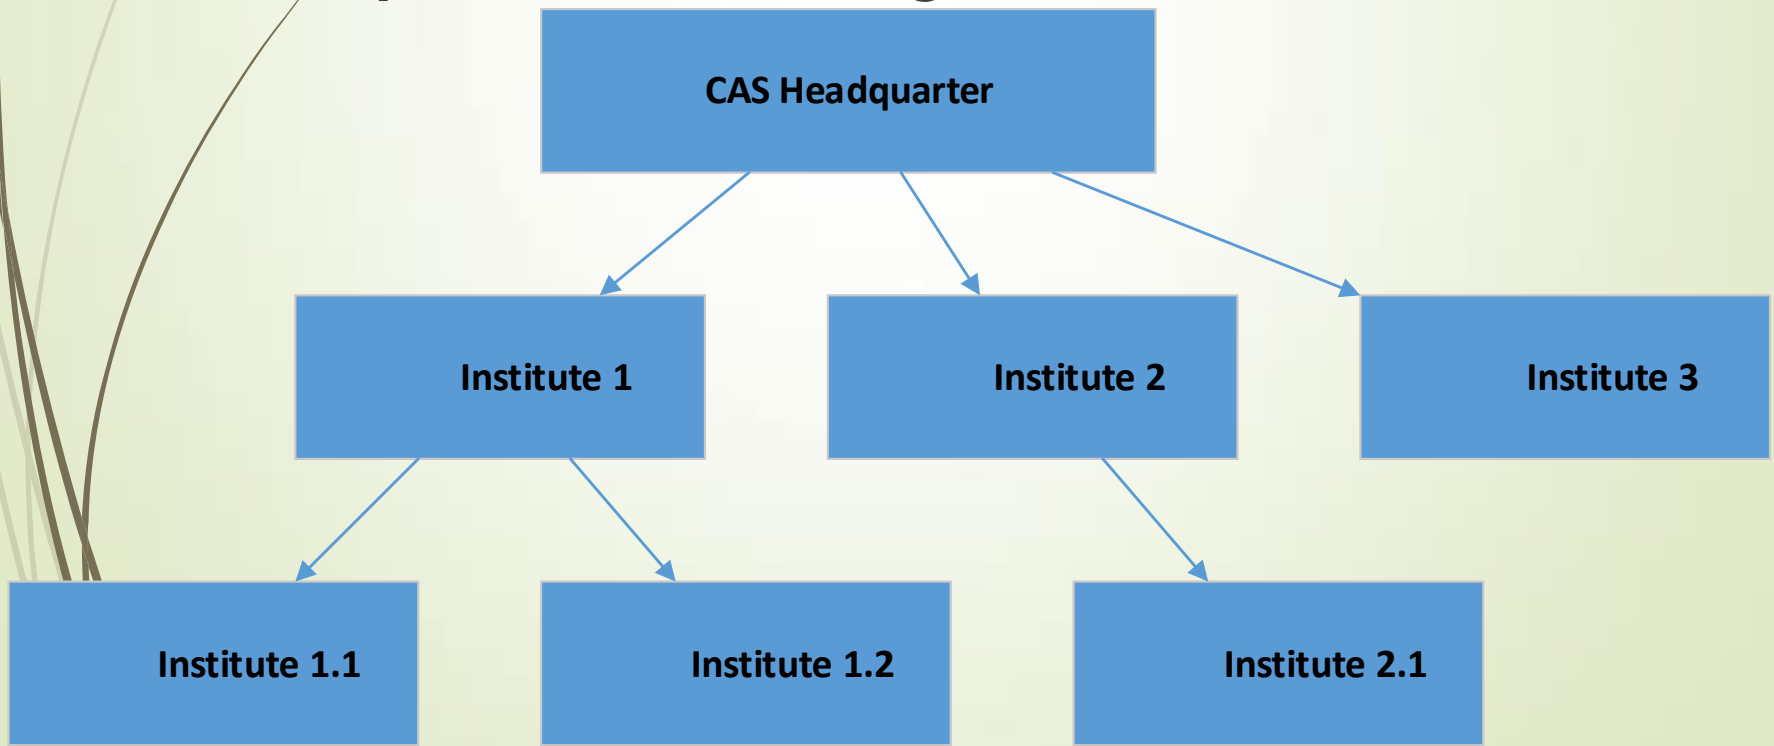 CAS Headquarter
Institute 1
Institute 2
Institute 3
Institute 1.1
Institute 1.2
Institute 2.1